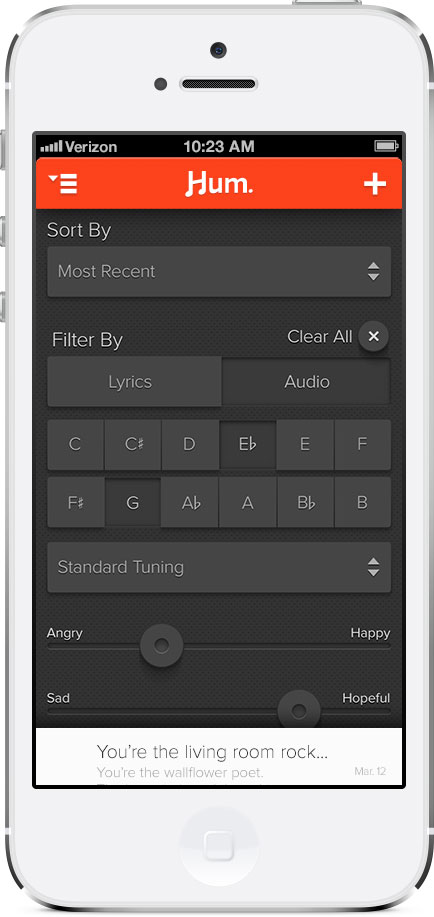 Verizon 10:23 AM
Hum.
Sort By
Most Recent
Filter By Clear All
Lyrics Audio
C C♯ D E♭ E F
F♯ G A♭ A B♭ B
Standard Tuning
Angry Happy
Sad Hopeful
You're the living room rock...
You're the wallflower poet.
Mar. 12